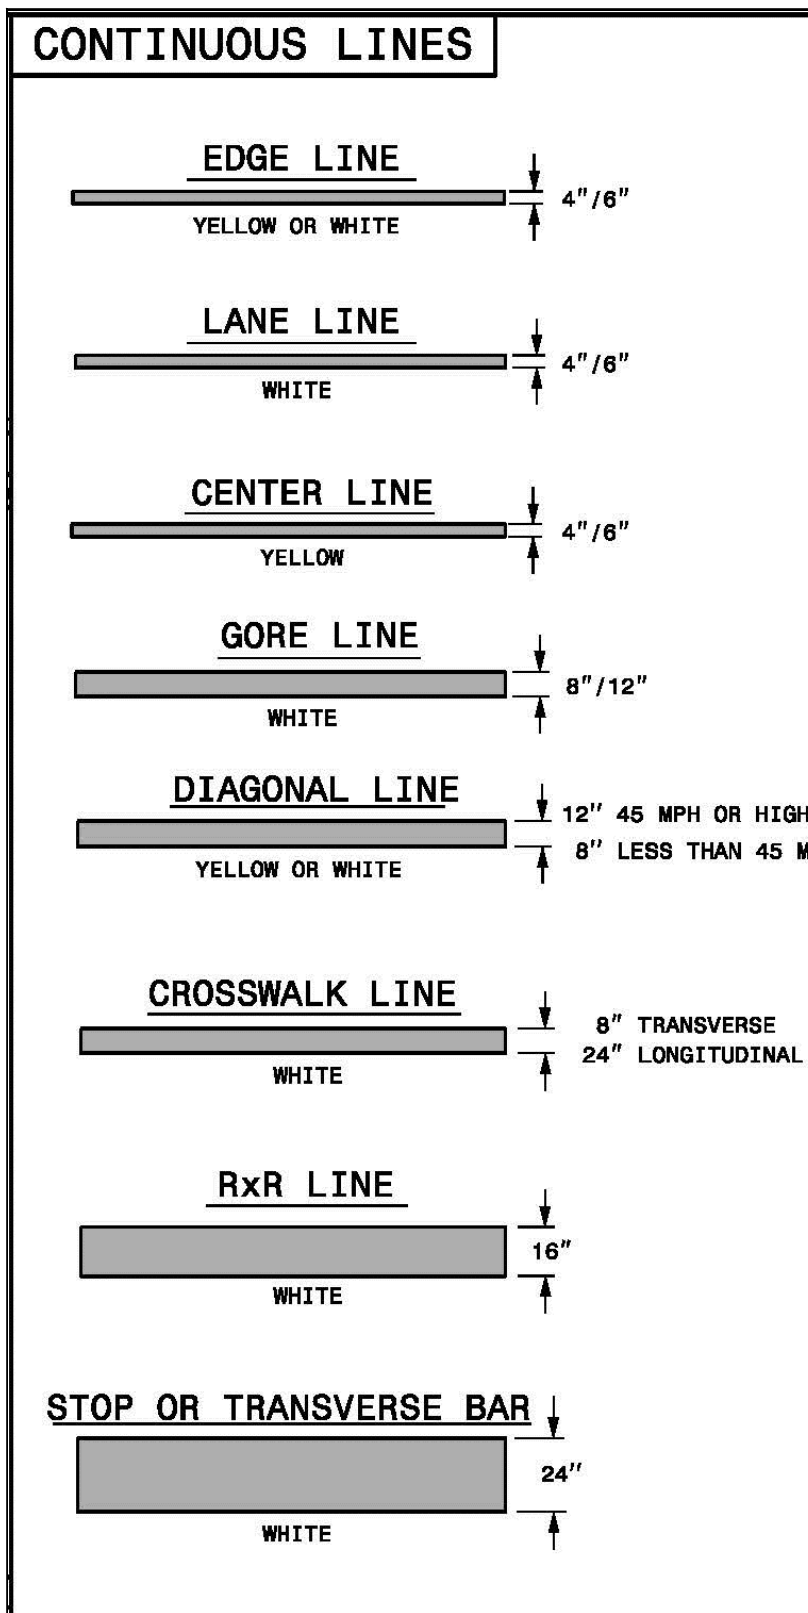 CONTINUOUS LINES
EDGE LINE
4"/6"
YELLOW OR WHITE
LANE LINE
4"/6"
WHITE
CENTER LINE
4"/6"
YELLOW
GORE LINE
8"/12"
WHITE
DIAGONAL LINE
12" 45 MPH OR HIGH
8" LESS THAN 45 M
YELLOW OR WHITE
CROSSWALK LINE
8" TRANSVERSE
24" LONGITUDINAL
WHITE
RxR LINE
16"
WHITE
STOP OR TRANSVERSE BAR
24"
WHITE